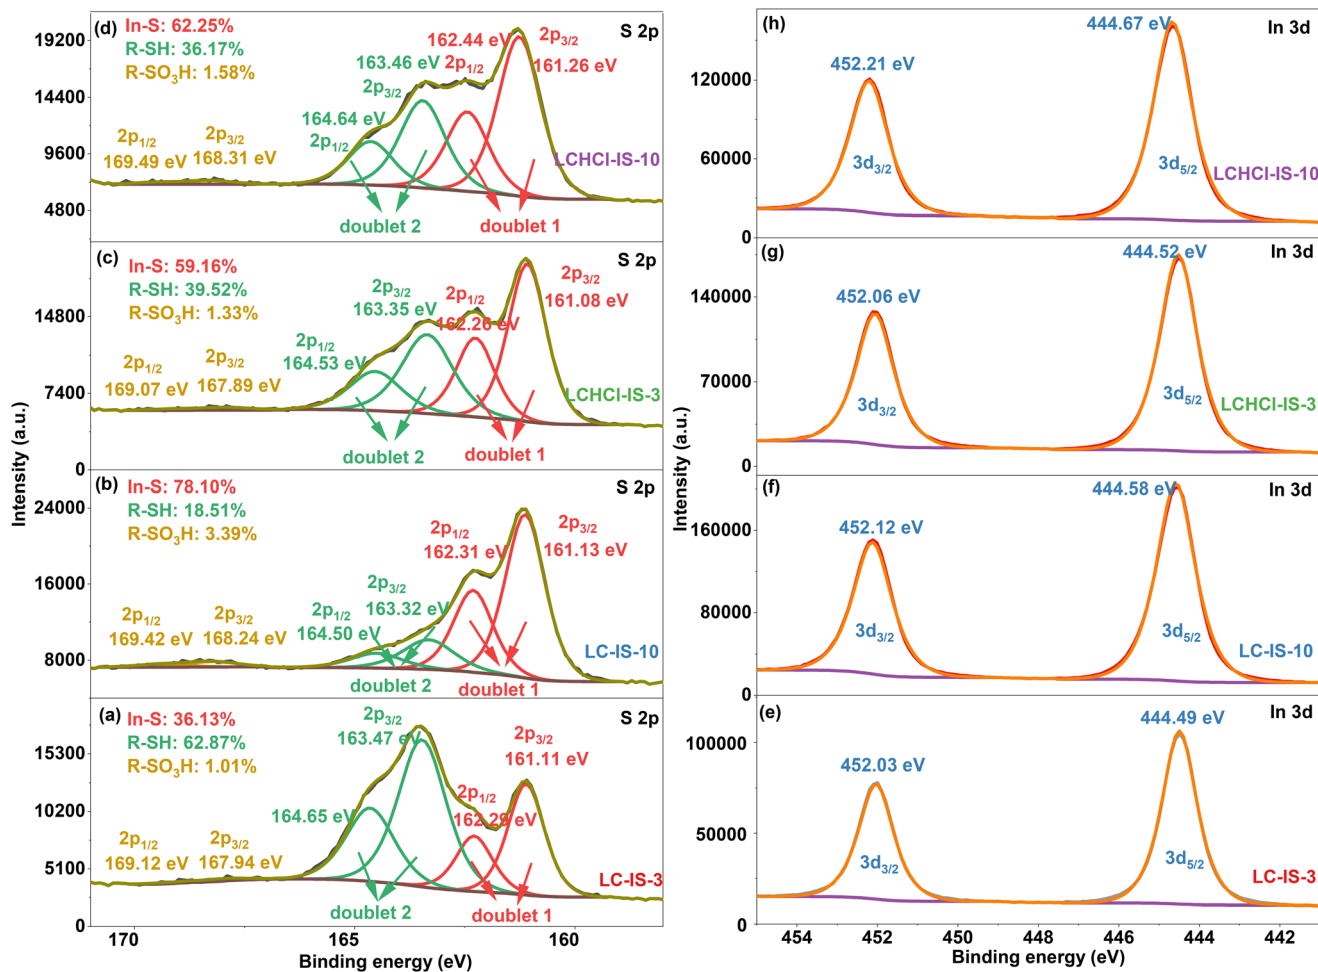 (d)
In-S: 62.25%
R-SH: 36.17%
R-SO3H: 1.58%
S 2p
162.44 eV
2p1/2
2p3/2
161.26 eV
163.46 eV
2p3/2
164.64 eV
2p1/2
2p1/2
169.49 eV
2p3/2
168.31 eV
LCHCl-IS-10
doublet 2
doublet 1
19200
14400
9600
4800
(c)
In-S: 59.16%
R-SH: 39.52%
R-SO3H: 1.33%
S 2p
2p3/2
163.35 eV
2p1/2
162.26 eV
2p3/2
161.08 eV
2p1/2
164.53 eV
2p1/2
169.07 eV
2p3/2
167.89 eV
LCHCl-IS-3
doublet 2
doublet 1
14800
7400
0
(b)
In-S: 78.10%
R-SH: 18.51%
R-SO3H: 3.39%
S 2p
2p1/2
162.31 eV
2p3/2
161.13 eV
2p3/2
163.32 eV
2p1/2
164.50 eV
2p1/2
169.42 eV
2p3/2
168.24 eV
LC-IS-10
doublet 2
doublet 1
24000
16000
8000
(a)
In-S: 36.13%
R-SH: 62.87%
R-SO3H: 1.01%
S 2p
2p3/2
163.47 eV
2p3/2
161.11 eV
2p1/2
162.29 eV
164.65 eV
2p1/2
169.12 eV
2p3/2
167.94 eV
LC-IS-3
doublet 2
doublet 1
15300
10200
5100
0
170
165
160
Binding energy (eV)
Intensity (a.u.)
(h)
444.67 eV
In 3d
452.21 eV
3d3/2
3d5/2
LCHCl-IS-10
120000
60000
0
(g)
444.52 eV
In 3d
452.06 eV
3d3/2
3d5/2
LCHCl-IS-3
140000
70000
0
(f)
444.58 eV
In 3d
452.12 eV
3d3/2
3d5/2
LC-IS-10
160000
80000
0
(e)
444.49 eV
In 3d
452.03 eV
3d3/2
3d5/2
LC-IS-3
100000
50000
0
454
452
450
448
446
444
442
Binding energy (eV)
Intensity (a.u.)